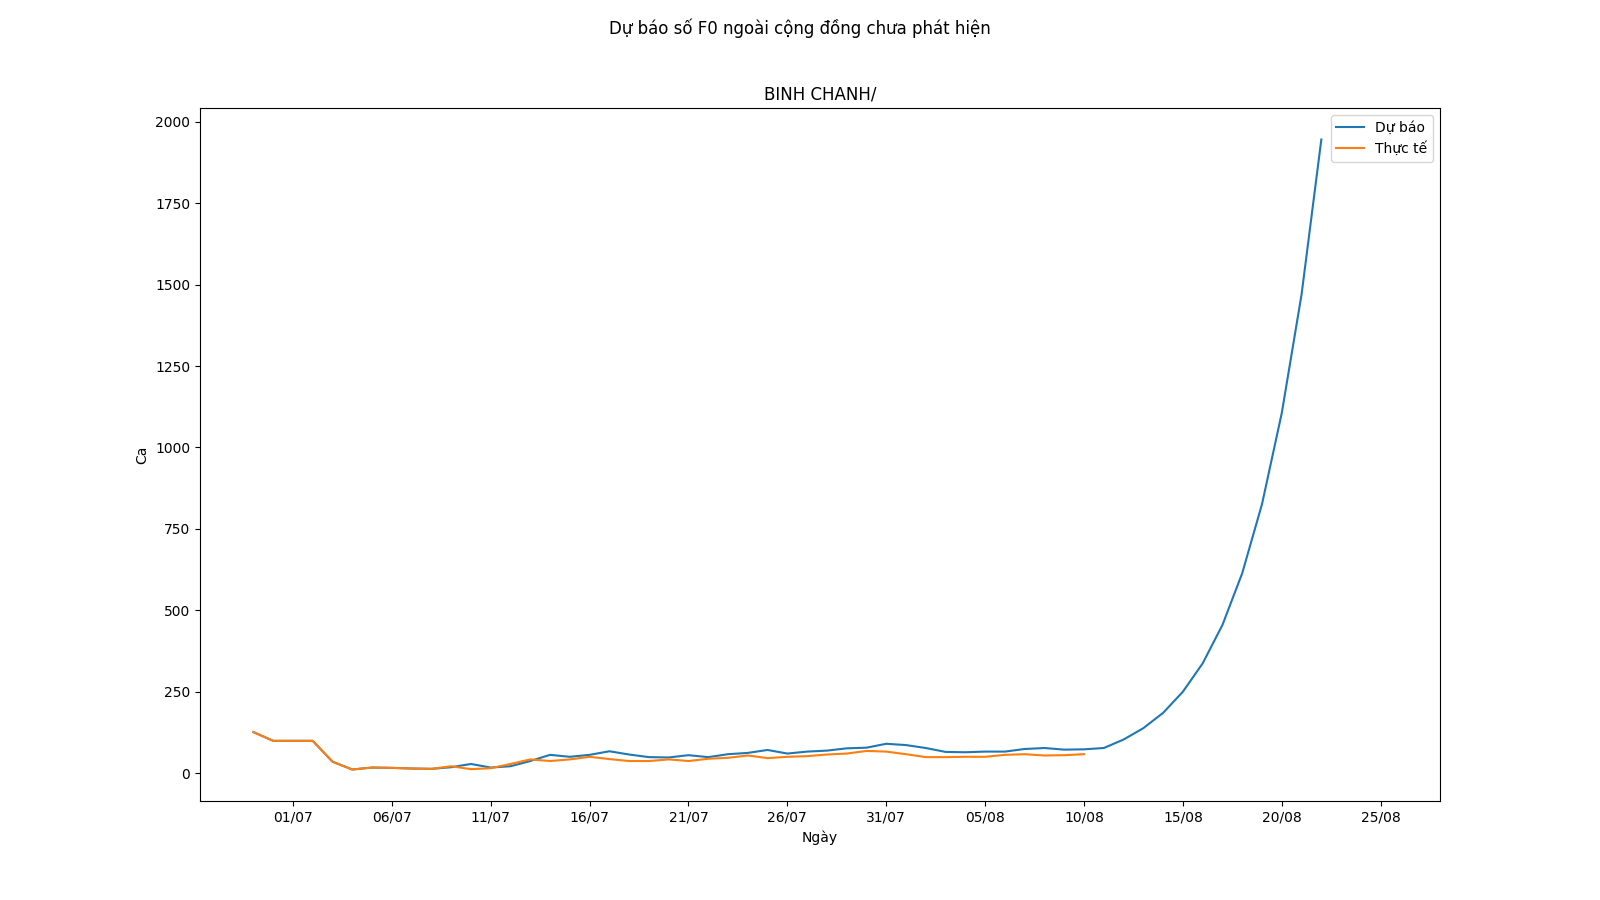 Dự báo số F0 ngoài cộng đồng chưa phát hiện
BINH CHANH/
Dự báo
Thực tế
Ca
2000
1750
1500
1250
1000
750
500
250
0
01/07 06/07 11/07 16/07 21/07 26/07 31/07 05/08 10/08 15/08 20/08 25/08
Ngày